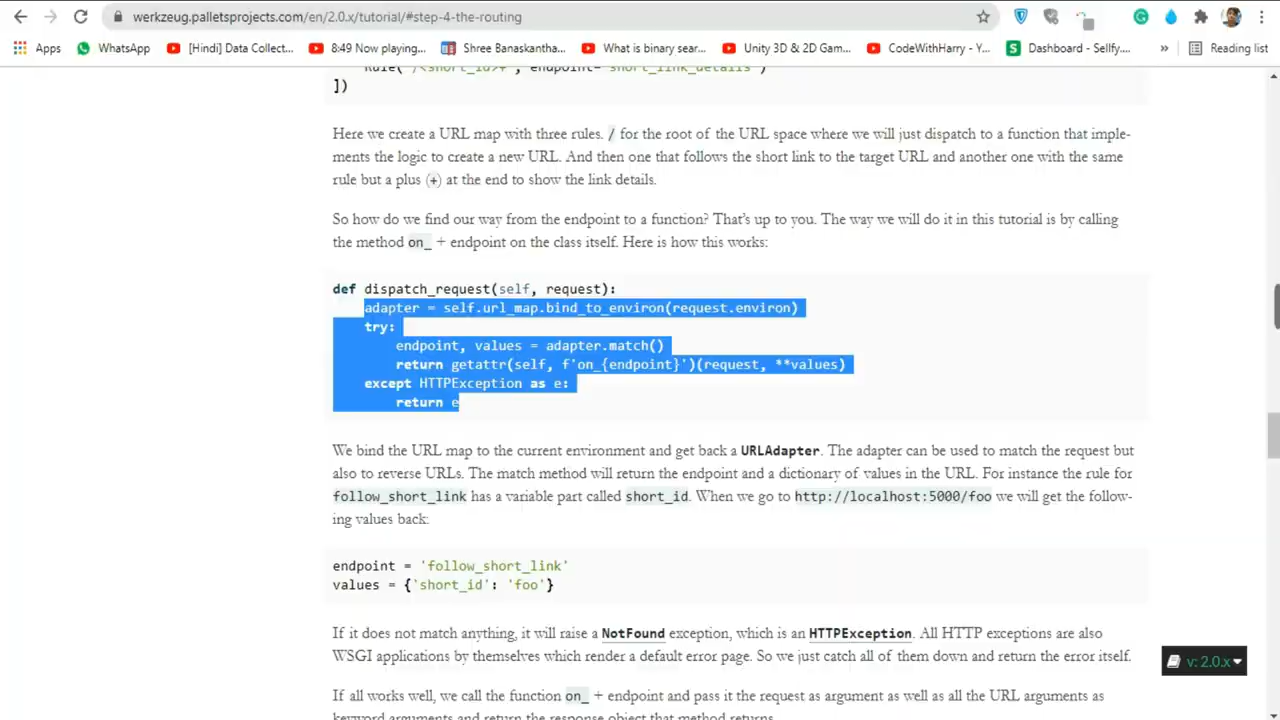 werkzeug.palletsprojects.com/en/2.0.x/tutorial/#step-4-the-routing
Apps WhatsApp [Hindi] Data Collect... 8:49 Now playing... Shree Banaskantha... What is binary sear... Unity 3D & 2D Gam... CodeWithHarry - Y... Dashboard - Sellfy.... » Reading list
Rule('/<short_id>+', endpoint='short_link_details')
])
Here we create a URL map with three rules. / for the root of the URL space where we will just dispatch to a function that imple-
ments the logic to create a new URL. And then one that follows the short link to the target URL and another one with the same
rule but a plus (+) at the end to show the link details.
So how do we find our way from the endpoint to a function? That's up to you. The way we will do it in this tutorial is by calling
the method on_ + endpoint on the class itself. Here is how this works:
def dispatch_request(self, request):
adapter = self.url_map.bind_to_environ(request.environ)
try:
endpoint, values = adapter.match()
return getattr(self, f'on_{endpoint}')(request, **values)
except HTTPException as e:
return e
We bind the URL map to the current environment and get back a URLAdapter. The adapter can be used to match the request but
also to reverse URLs. The match method will return the endpoint and a dictionary of values in the URL. For instance the rule for
follow_short_link has a variable part called short_id. When we go to http://localhost:5000/foo we will get the follow-
ing values back:
endpoint = 'follow_short_link'
values = {'short_id': 'foo'}
If it does not match anything, it will raise a NotFound exception, which is an HTTPException. All HTTP exceptions are also
WSGI applications by themselves which render a default error page. So we just catch all of them down and return the error itself.
v: 2.0.x
If all works well, we call the function on_ + endpoint and pass it the request as argument as well as all the URL arguments as
keyword arguments and return the response object that method returns.